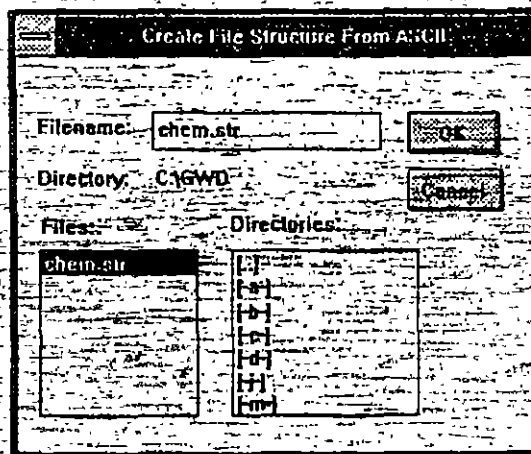 Create File Structure From ASCII
Filename: chem.str OK
Directory: C:\GWD Cancel
Files: Directories:
chem.str [..]
[-a-]
[-b-]
[-c-]
[-d-]
[-j-]
[-m-]